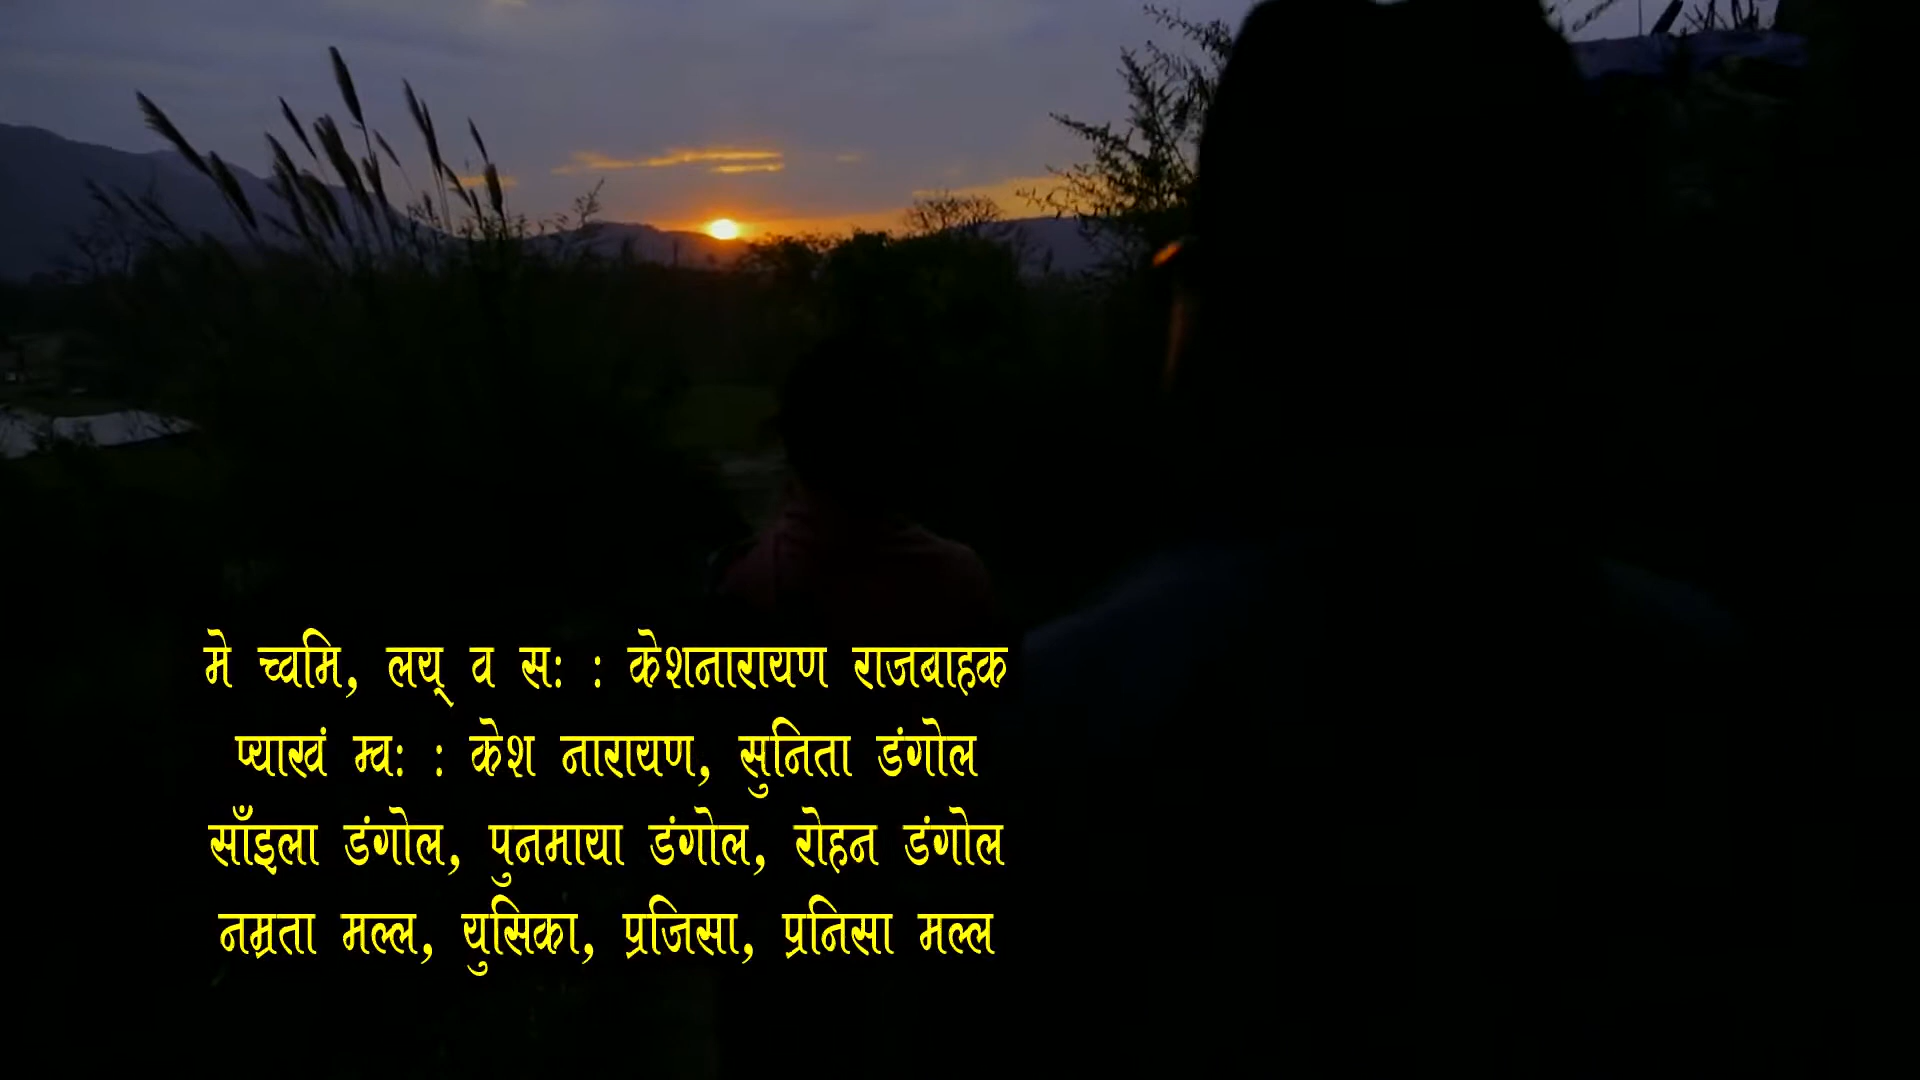 मे च्वमि, लय् व सः : केशनारायण राजबाहक
प्याखं म्वः : केश नारायण, सुनिता डंगोल
साँइला डंगोल, पुनमाया डंगोल, रोहन डंगोल
नम्रता मल्ल, युसिका, प्रजिसा, प्रनिसा मल्ल